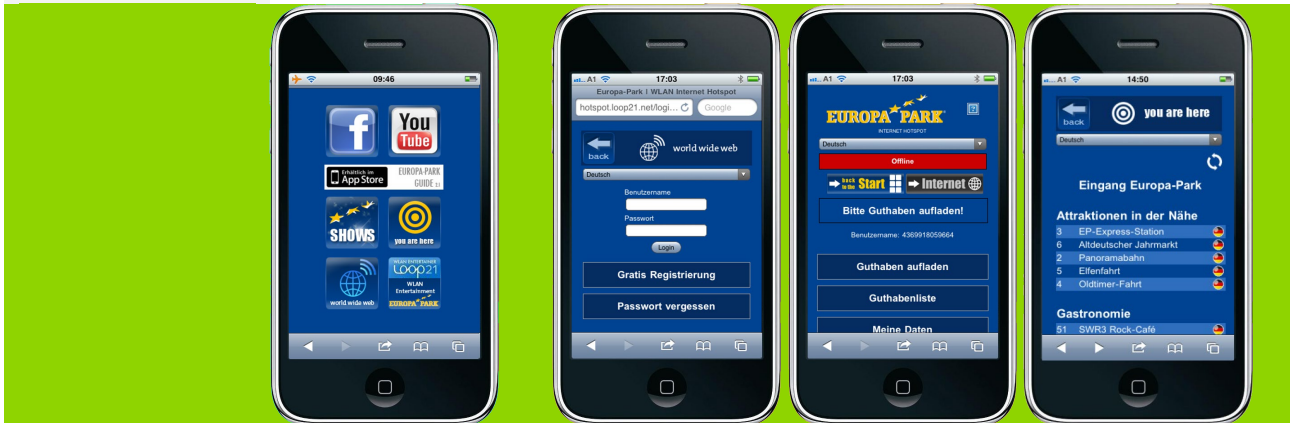 09:46
f
You
Tube
Erhältlich im
App Store
EUROPA-PARK
GUIDE
SHOWS
you are here
world wide web
WLAN ENTERTAINER
LOOP21
WLAN
Entertainment
EUROPA PARK
A1 17:03
Europa-Park | WLAN Internet Hotspot
hotspot.loop21.net/logi... Google
back
world wide web
Deutsch
Benutzername
Passwort
Login
Gratis Registrierung
Passwort vergessen
A1 17:03
EUROPA PARK
INTERNET HOTSPOT
Deutsch
Offline
back to the Start
Internet
Bitte Guthaben aufladen!
Benutzername: 4369918059664
Guthaben aufladen
Guthabenliste
Meine Daten
A1 14:50
back
you are here
Deutsch
Eingang Europa-Park
Attraktionen in der Nähe
3 EP-Express-Station
6 Altdeutscher Jahrmarkt
2 Panoramabahn
5 Elfenfahrt
4 Oldtimer-Fahrt
Gastronomie
51 SWR3 Rock-Café